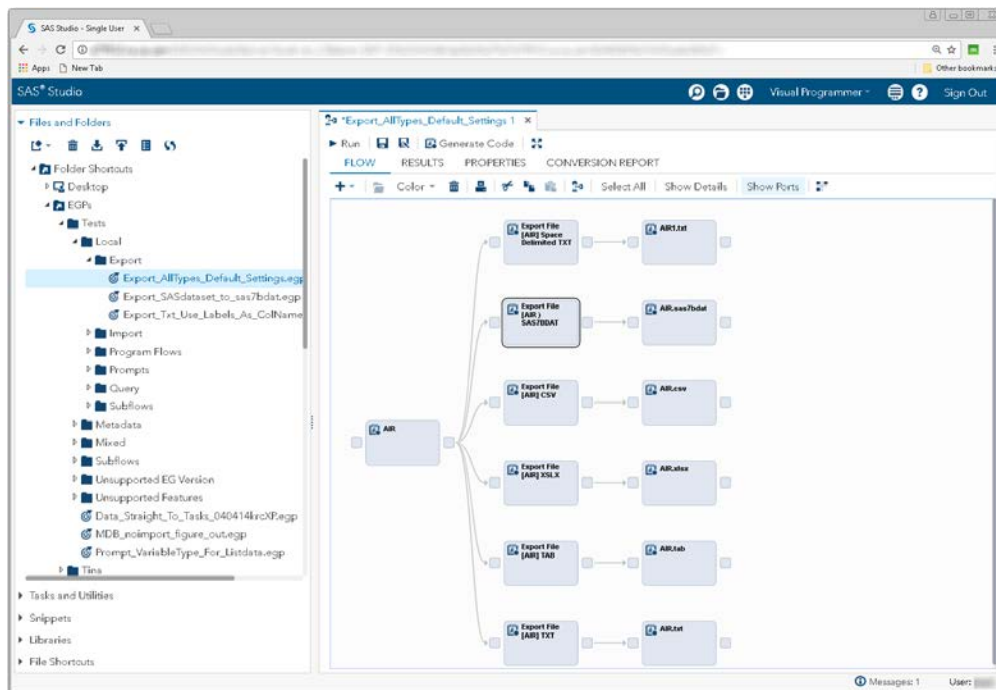 SAS Studio - Single User
Apps New Tab
Other bookmarks
SAS® Studio
Visual Programmer
Sign Out
Files and Folders
Folder Shortcuts
Desktop
EGPs
Tests
Local
Export
Export_AllTypes_Default_Settings.egp
Export_SASdataset_to_sas7bdat.egp
Export_Txt_Use_Labels_As_ColName
Import
Program Flows
Prompts
Query
Subflows
Metadata
Mixed
Subflows
Unsupported EG Version
Unsupported Features
Data_Straight_To_Tasks_040414krcXP.egp
MDB_noimport_figure_out.egp
Prompt_VariableType_For_Listdata.egp
Tina
Tasks and Utilities
Snippets
Libraries
File Shortcuts
*Export_AllTypes_Default_Settings 1
Run Generate Code
FLOW RESULTS PROPERTIES CONVERSION REPORT
Color Select All Show Details Show Ports
AIR
Export File
[AIR] Space
Delimited TXT
AIR1.txt
Export File
[AIR )
SAS7BDAT
AIR.sas7bdat
Export File
[AIR] CSV
AIR.csv
Export File
[AIR] XSLX
AIR.xlsx
Export File
[AIR] TAB
AIR.tab
Export File
[AIR] TXT
AIR.txt
Messages: 1 User: